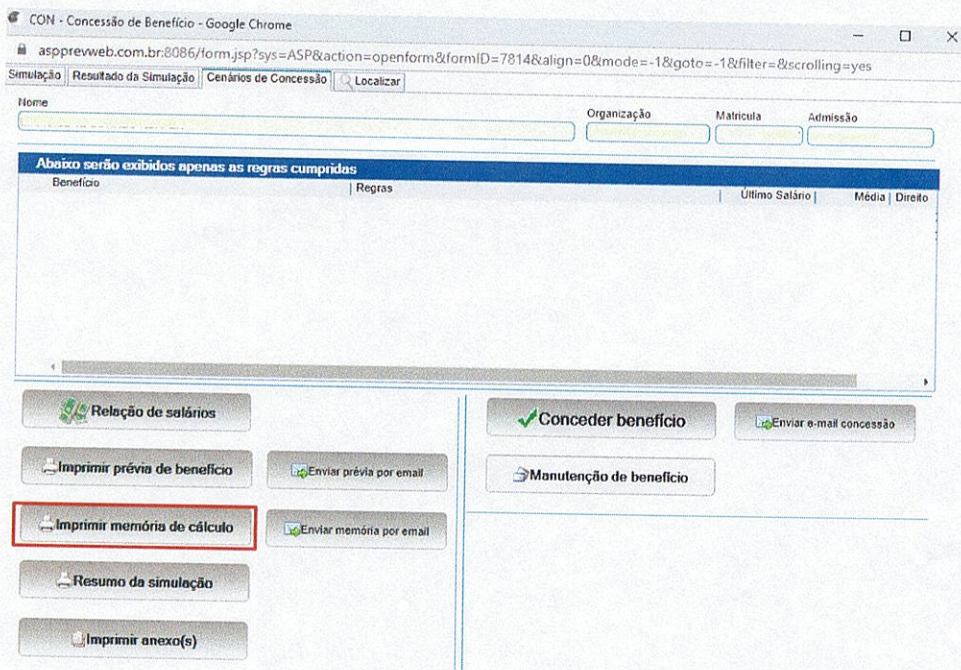 CON - Concessão de Benefício - Google Chrome
aspprevweb.com.br:8086/form.jsp?sys=ASP&action=openform&formID=7814&align=0&mode=-1&goto=-1&filter=&scrolling=yes
Simulação Resultado da Simulação Cenários de Concessão Localizar
Nome Organização Matrícula Admissão
Abaixo serão exibidos apenas as regras cumpridas
Benefício Regras Último Salário Média Direito
Relação de salários
Conceder benefício
Enviar e-mail concessão
Imprimir prévia de benefício
Enviar prévia por email
Manutenção de benefício
Imprimir memória de cálculo
Enviar memória por email
Resumo da simulação
Imprimir anexo(s)